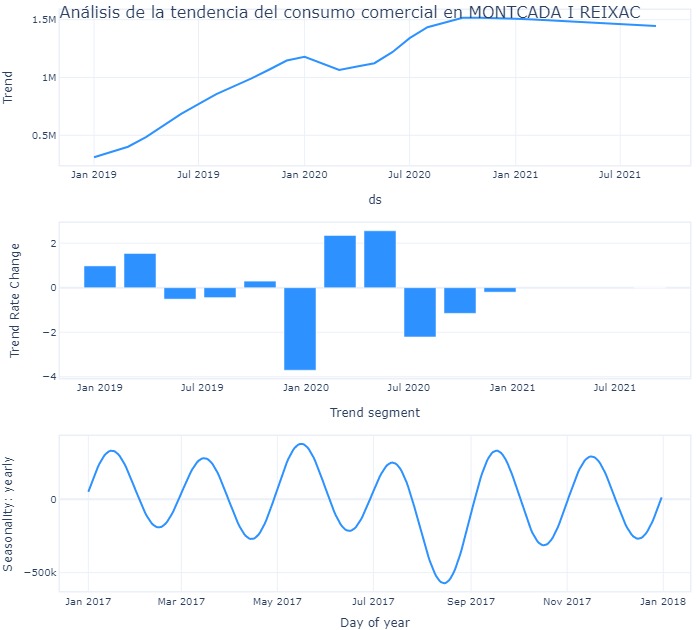 Análisis de la tendencia del consumo comercial en MONTCADA I REIXAC
1.5M
1M
0.5M
Trend
Jan 2019 Jul 2019 Jan 2020 Jul 2020 Jan 2021 Jul 2021
ds
2
0
−2
−4
Trend Rate Change
Jan 2019 Jul 2019 Jan 2020 Jul 2020 Jan 2021 Jul 2021
Trend segment
0
−500k
Seasonality: yearly
Jan 2017 Mar 2017 May 2017 Jul 2017 Sep 2017 Nov 2017 Jan 2018
Day of year